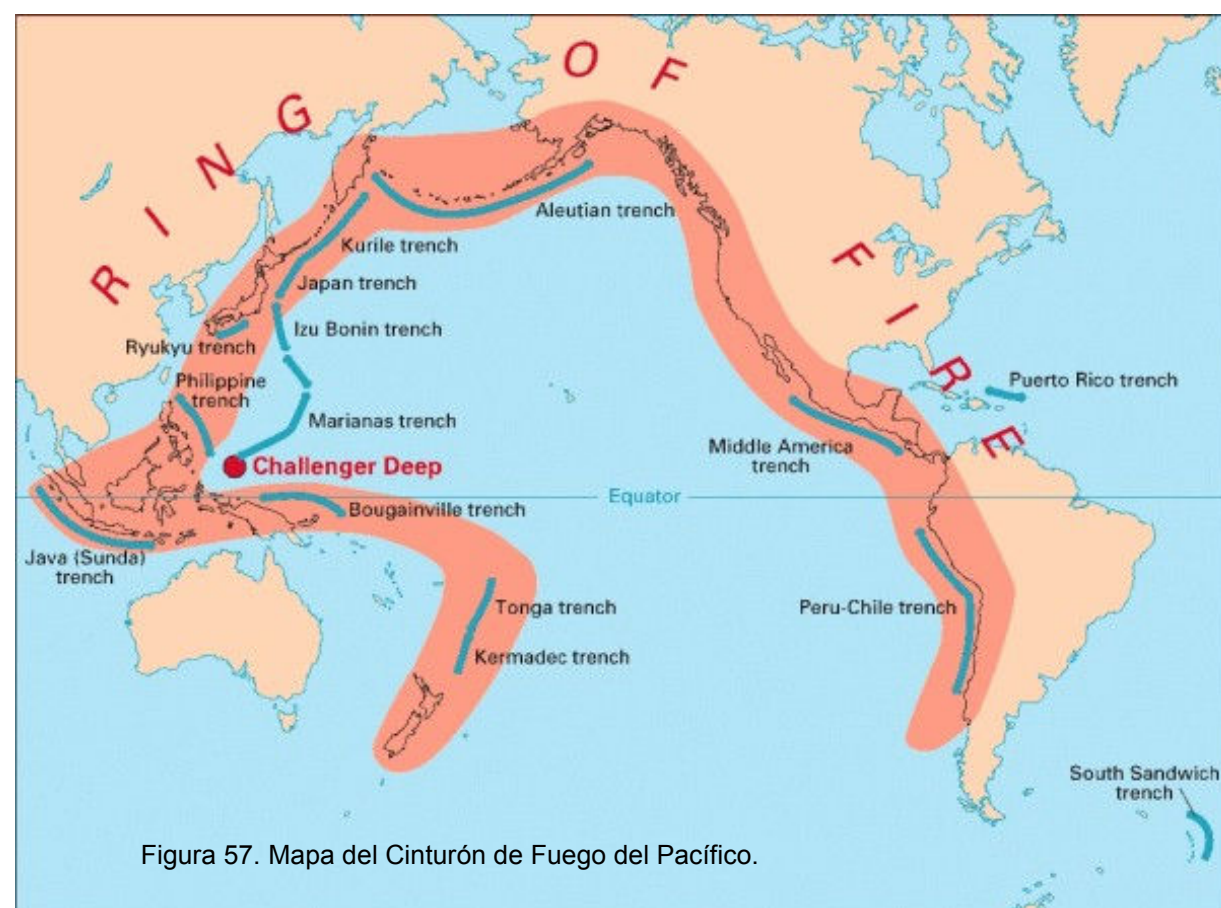 RING OF FIRE
Aleutian trench
Kurile trench
Japan trench
Izu Bonin trench
Ryukyu trench
Philippine
trench
Marianas trench
Challenger Deep
Puerto Rico trench
Middle America
trench
Equator
Bougainville trench
Java (Sunda)
trench
Tonga trench
Kermadec trench
Peru-Chile trench
South Sandwich
trench
Figura 57. Mapa del Cinturón de Fuego del Pacífico.